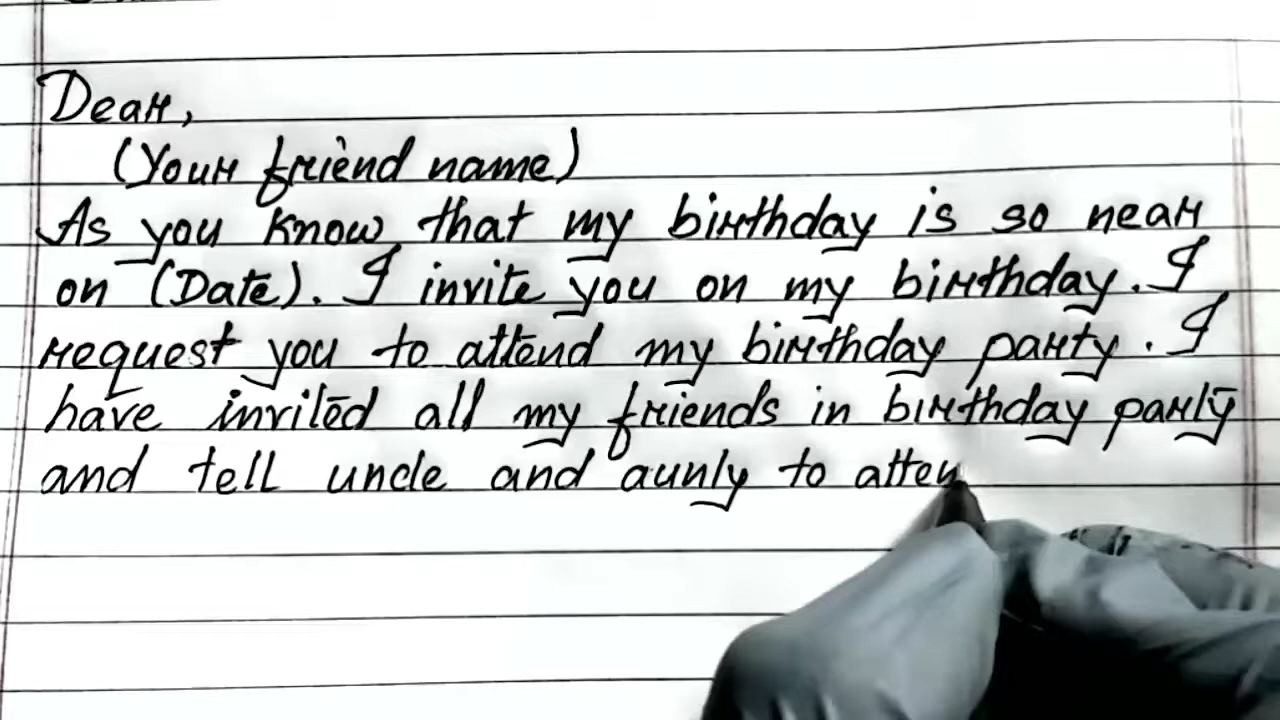 Dear,
(Your friend name)
As you know that my birthday is so near
on (Date). I invite you on my birthday. I
request you to attend my birthday party. I
have invited all my friends in birthday party
and tell uncle and aunty to atten